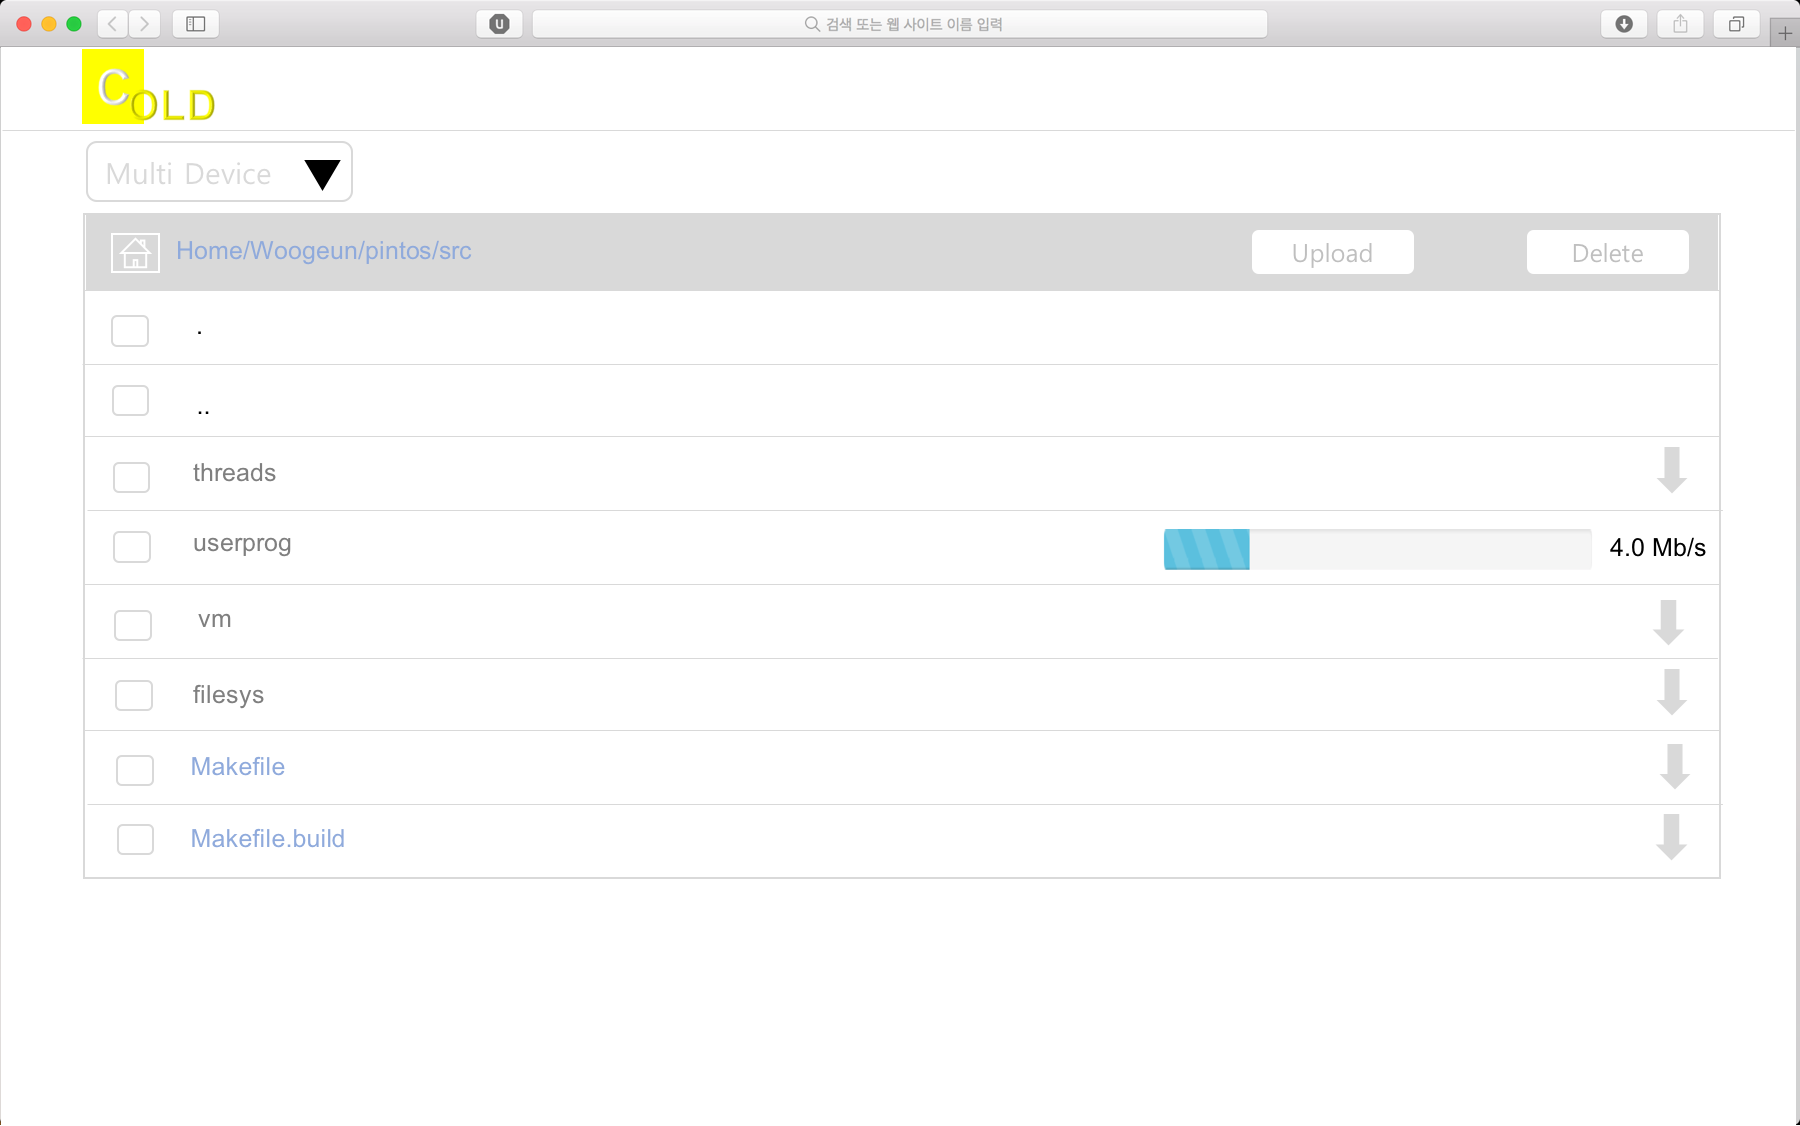 U
검색 또는 웹 사이트 이름 입력
COLD
Multi Device
Home/Woogeun/pintos/src
Upload
Delete
.
..
threads
userprog
4.0 Mb/s
vm
filesys
Makefile
Makefile.build